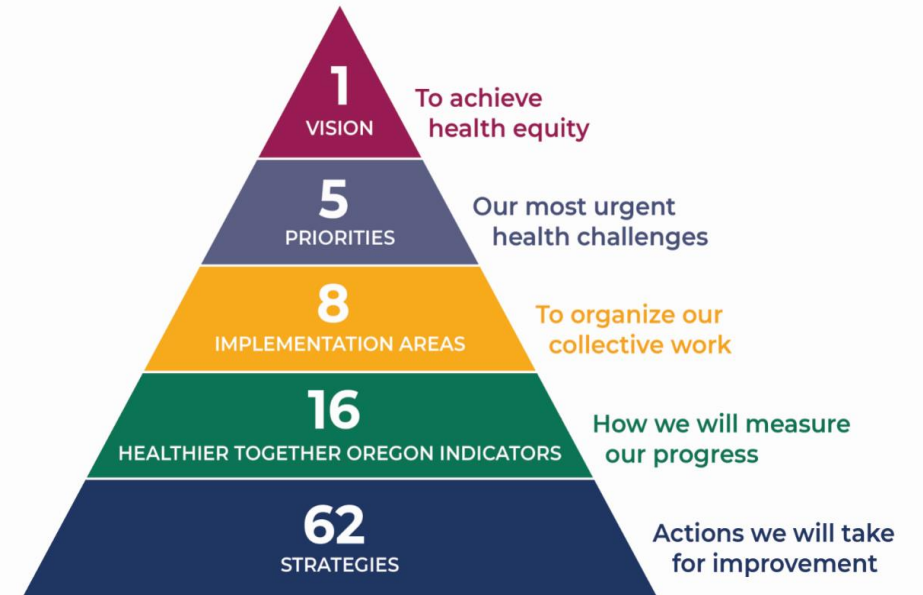 1
VISION
To achieve
health equity
5
PRIORITIES
Our most urgent
health challenges
8
IMPLEMENTATION AREAS
To organize our
collective work
16
HEALTHIER TOGETHER OREGON INDICATORS
How we will measure
our progress
62
STRATEGIES
Actions we will take
for improvement